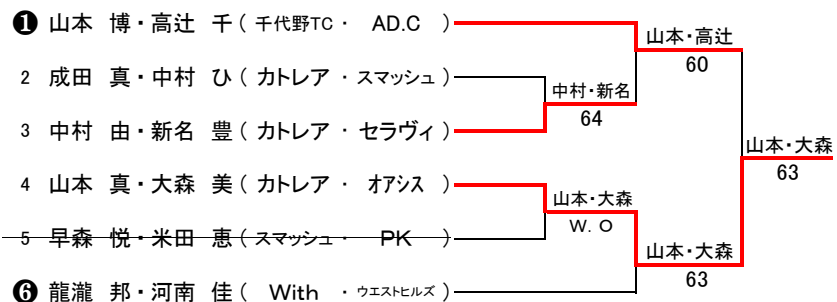 ❶ 山本 博・高辻 千 ( 千代野TC ・ AD.C )
山本・高辻
60
2 成田 真・中村 ひ ( カトレア ・ スマッシュ )
中村・新名
64
3 中村 由・新名 豊 ( カトレア ・ セラヴィ )
山本・大森
63
4 山本 真・大森 美 ( カトレア ・ オアシス )
山本・大森
W. O
5 早森 悦・米田 恵 ( スマッシュ ・ PK )
山本・大森
63
❻ 龍瀧 邦・河南 佳 ( With ・ ウエストヒルズ )